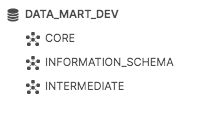 DATA_MART_DEV
CORE
INFORMATION_SCHEMA
INTERMEDIATE